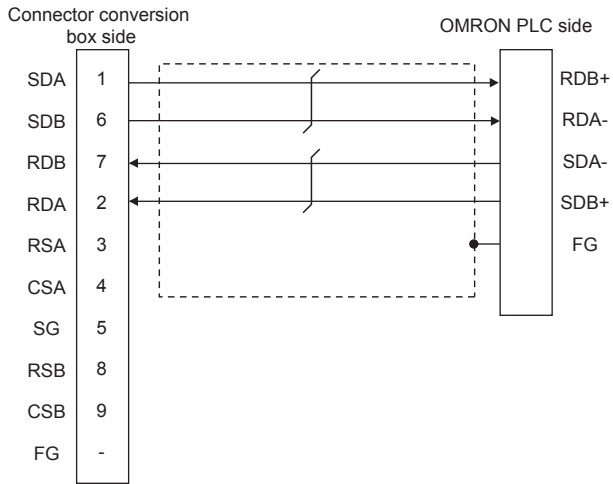 Connector conversion
box side
OMRON PLC side
SDA 1 RDB+
SDB 6 RDA-
RDB 7 SDA-
RDA 2 SDB+
RSA 3 FG
CSA 4
SG 5
RSB 8
CSB 9
FG -